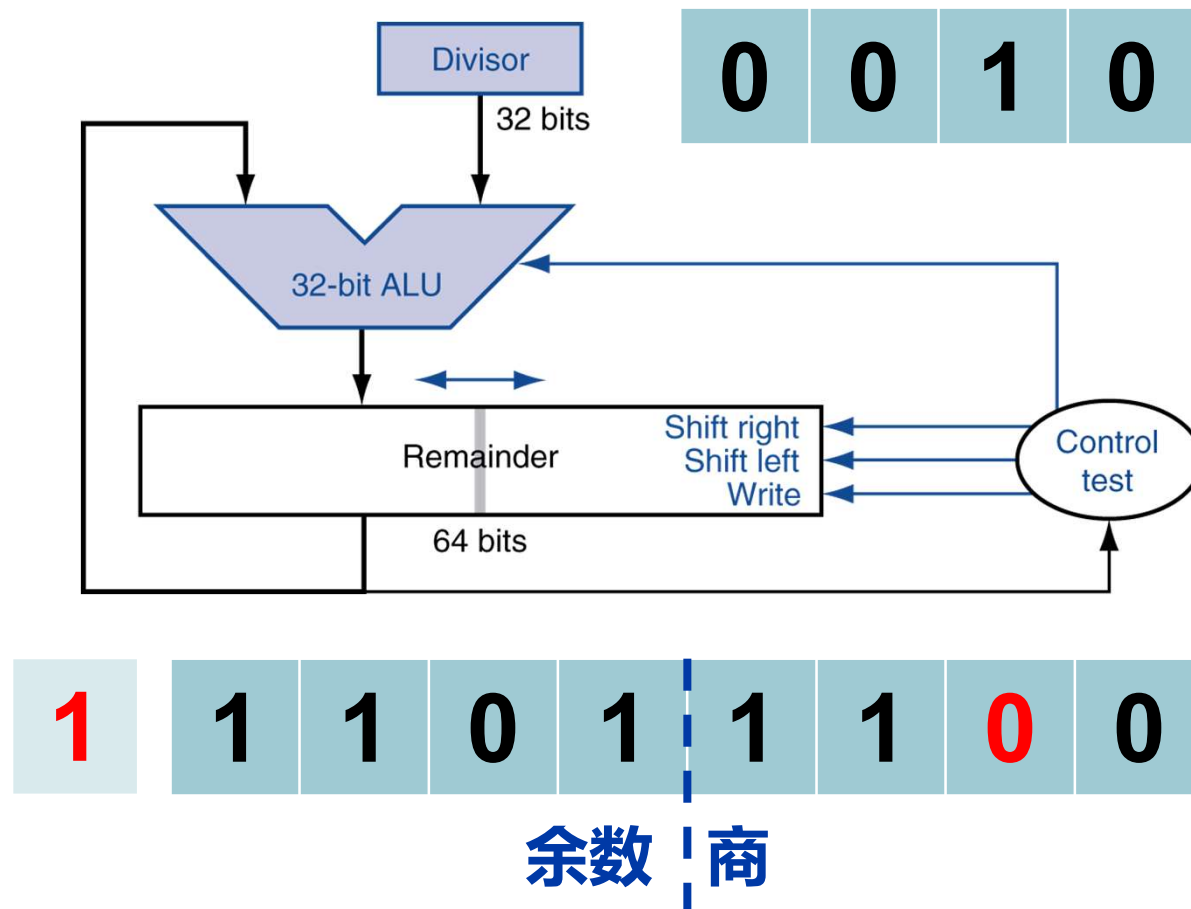 Divisor
0 0 1 0
32 bits
32-bit ALU
Remainder
Shift right
Shift left
Write
Control
test
64 bits
1 1 1 0 1 1 1 0 0
余数 商